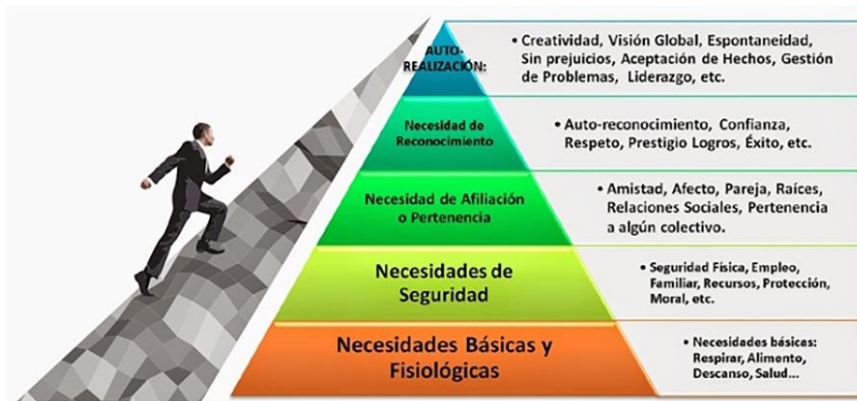 AUTO-
REALIZACIÓN:
• Creatividad, Visión Global, Espontaneidad,
Sin prejuicios, Aceptación de Hechos, Gestión
de Problemas, Liderazgo, etc.
Necesidad de
Reconocimiento
• Auto-reconocimiento, Confianza,
Respeto, Prestigio Logros, Éxito, etc.
Necesidad de Afiliación
o Pertenencia
• Amistad, Afecto, Pareja, Raíces,
Relaciones Sociales, Pertenencia
a algún colectivo.
Necesidades de
Seguridad
• Seguridad Física, Empleo,
Familiar, Recursos, Protección,
Moral, etc.
Necesidades Básicas y
Fisiológicas
• Necesidades básicas:
Respirar, Alimento,
Descanso, Salud...